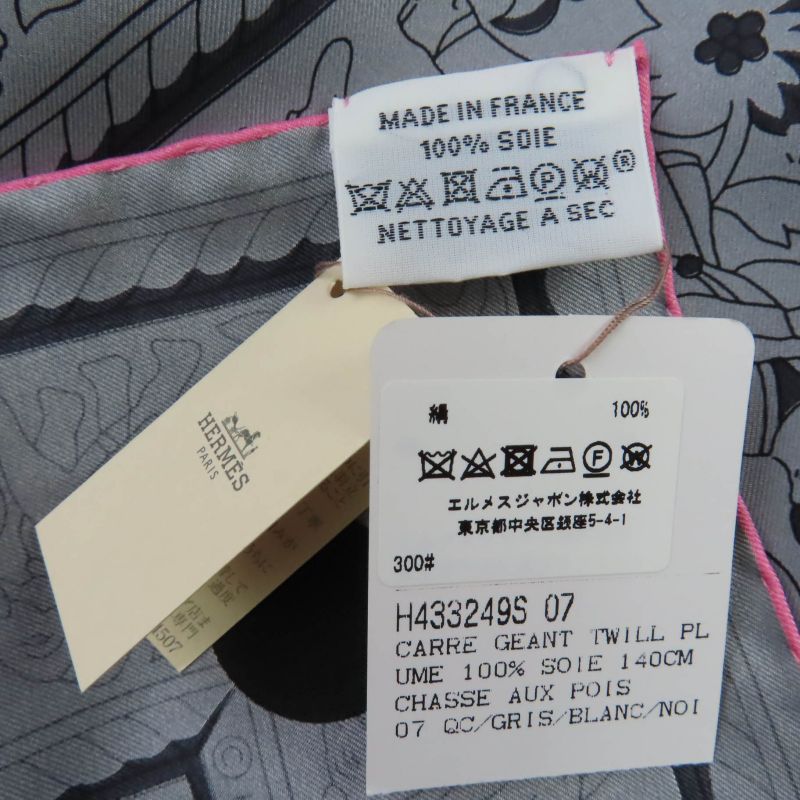 MADE IN FRANCE
100% SOIE
NETTOYAGE A SEC
HERMÈS
PARIS
絹 100%
F
エルメスジャポン株式会社
東京都中央区銀座5-4-1
300#
H433249S 07
CARRE GEANT TWILL PL
UME 100% SOIE 140CM
CHASSE AUX POIS
07 QC/GRIS/BLANC/NOI
1507